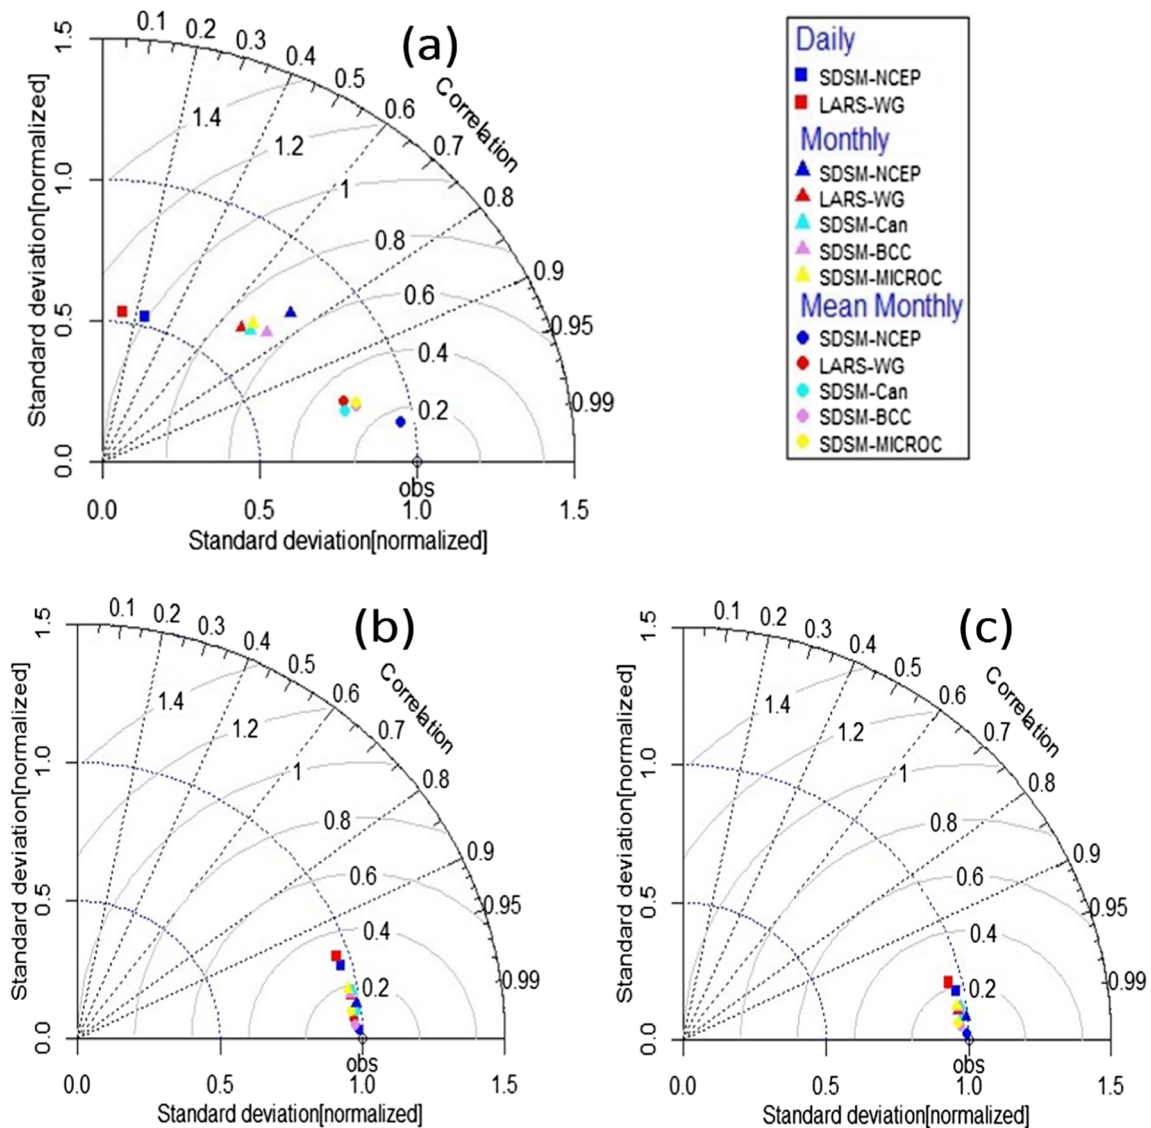 (a)
0.1 0.2 0.3 0.4 0.5 0.6 0.7 0.8 0.9 0.95 0.99
Correlation
1.5
1.0
0.5
0.0
Standard deviation[normalized]
1.4
1.2
1
0.8
0.6
0.4
0.2
obs
0.0 0.5 1.0 1.5
Standard deviation[normalized]
Daily
SDSM-NCEP
LARS-WG
Monthly
SDSM-NCEP
LARS-WG
SDSM-Can
SDSM-BCC
SDSM-MICROC
Mean Monthly
SDSM-NCEP
LARS-WG
SDSM-Can
SDSM-BCC
SDSM-MICROC
(b)
0.1 0.2 0.3 0.4 0.5 0.6 0.7 0.8 0.9 0.95 0.99
Correlation
1.5
1.0
0.5
0.0
Standard deviation[normalized]
1.4
1.2
1
0.8
0.6
0.4
0.2
obs
0.0 0.5 1.0 1.5
Standard deviation[normalized]
(c)
0.1 0.2 0.3 0.4 0.5 0.6 0.7 0.8 0.9 0.95 0.99
Correlation
1.5
1.0
0.5
0.0
Standard deviation[normalized]
1.4
1.2
1
0.8
0.6
0.4
0.2
obs
0.0 0.5 1.0 1.5
Standard deviation[normalized]